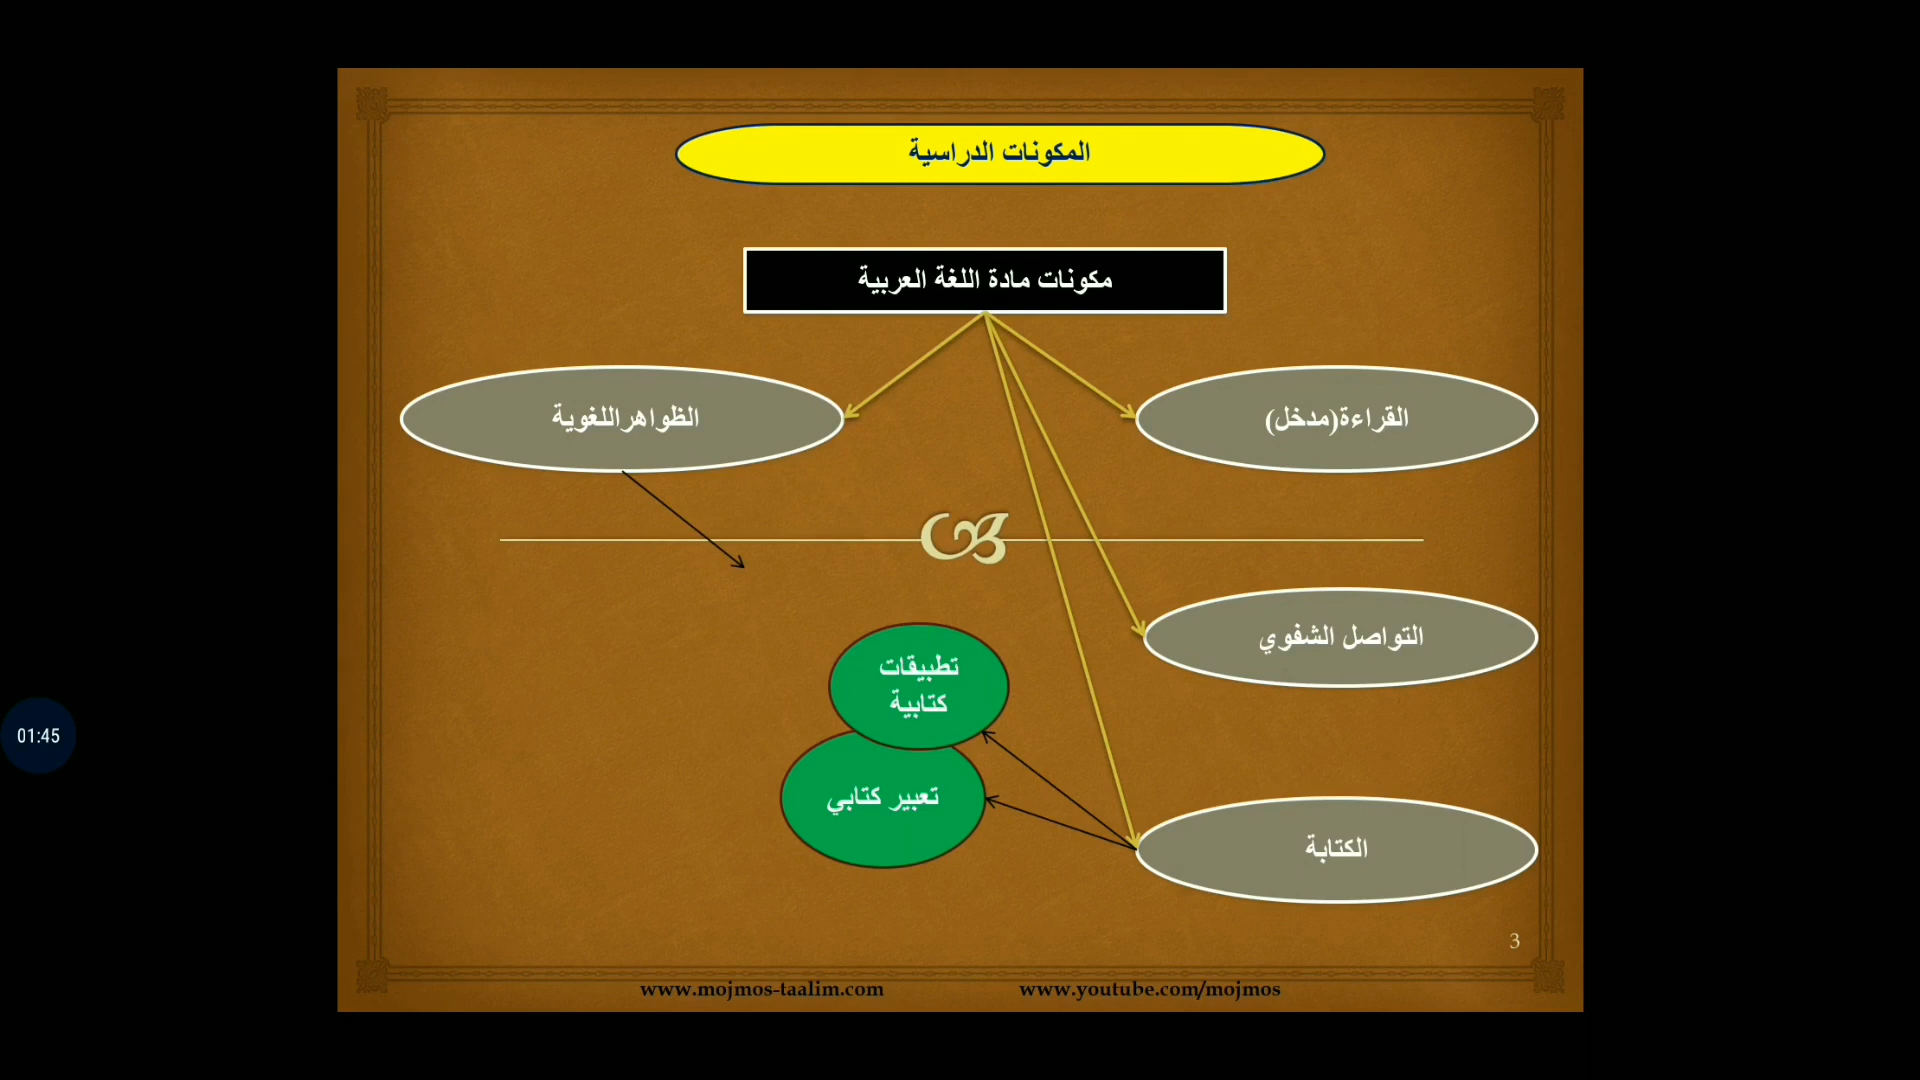 المكونات الدراسية
مكونات مادة اللغة العربية
القراءة(مدخل)
الظواهراللغوية
التواصل الشفوي
تطبيقات
كتابية
تعبير كتابي
الكتابة
01:45
3
www.mojmos-taalim.com
www.youtube.com/mojmos